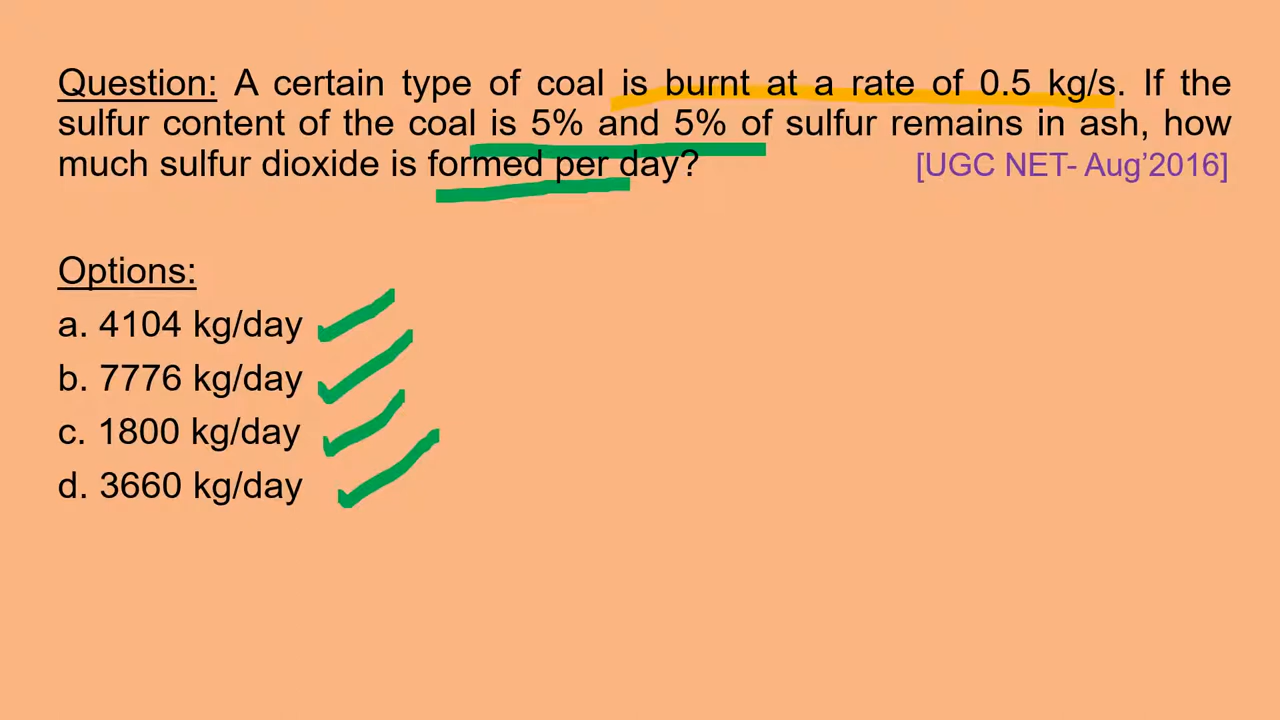 Question: A certain type of coal is burnt at a rate of 0.5 kg/s. If the
sulfur content of the coal is 5% and 5% of sulfur remains in ash, how
much sulfur dioxide is formed per day? [UGC NET- Aug’2016]
Options:
a. 4104 kg/day
b. 7776 kg/day
c. 1800 kg/day
d. 3660 kg/day